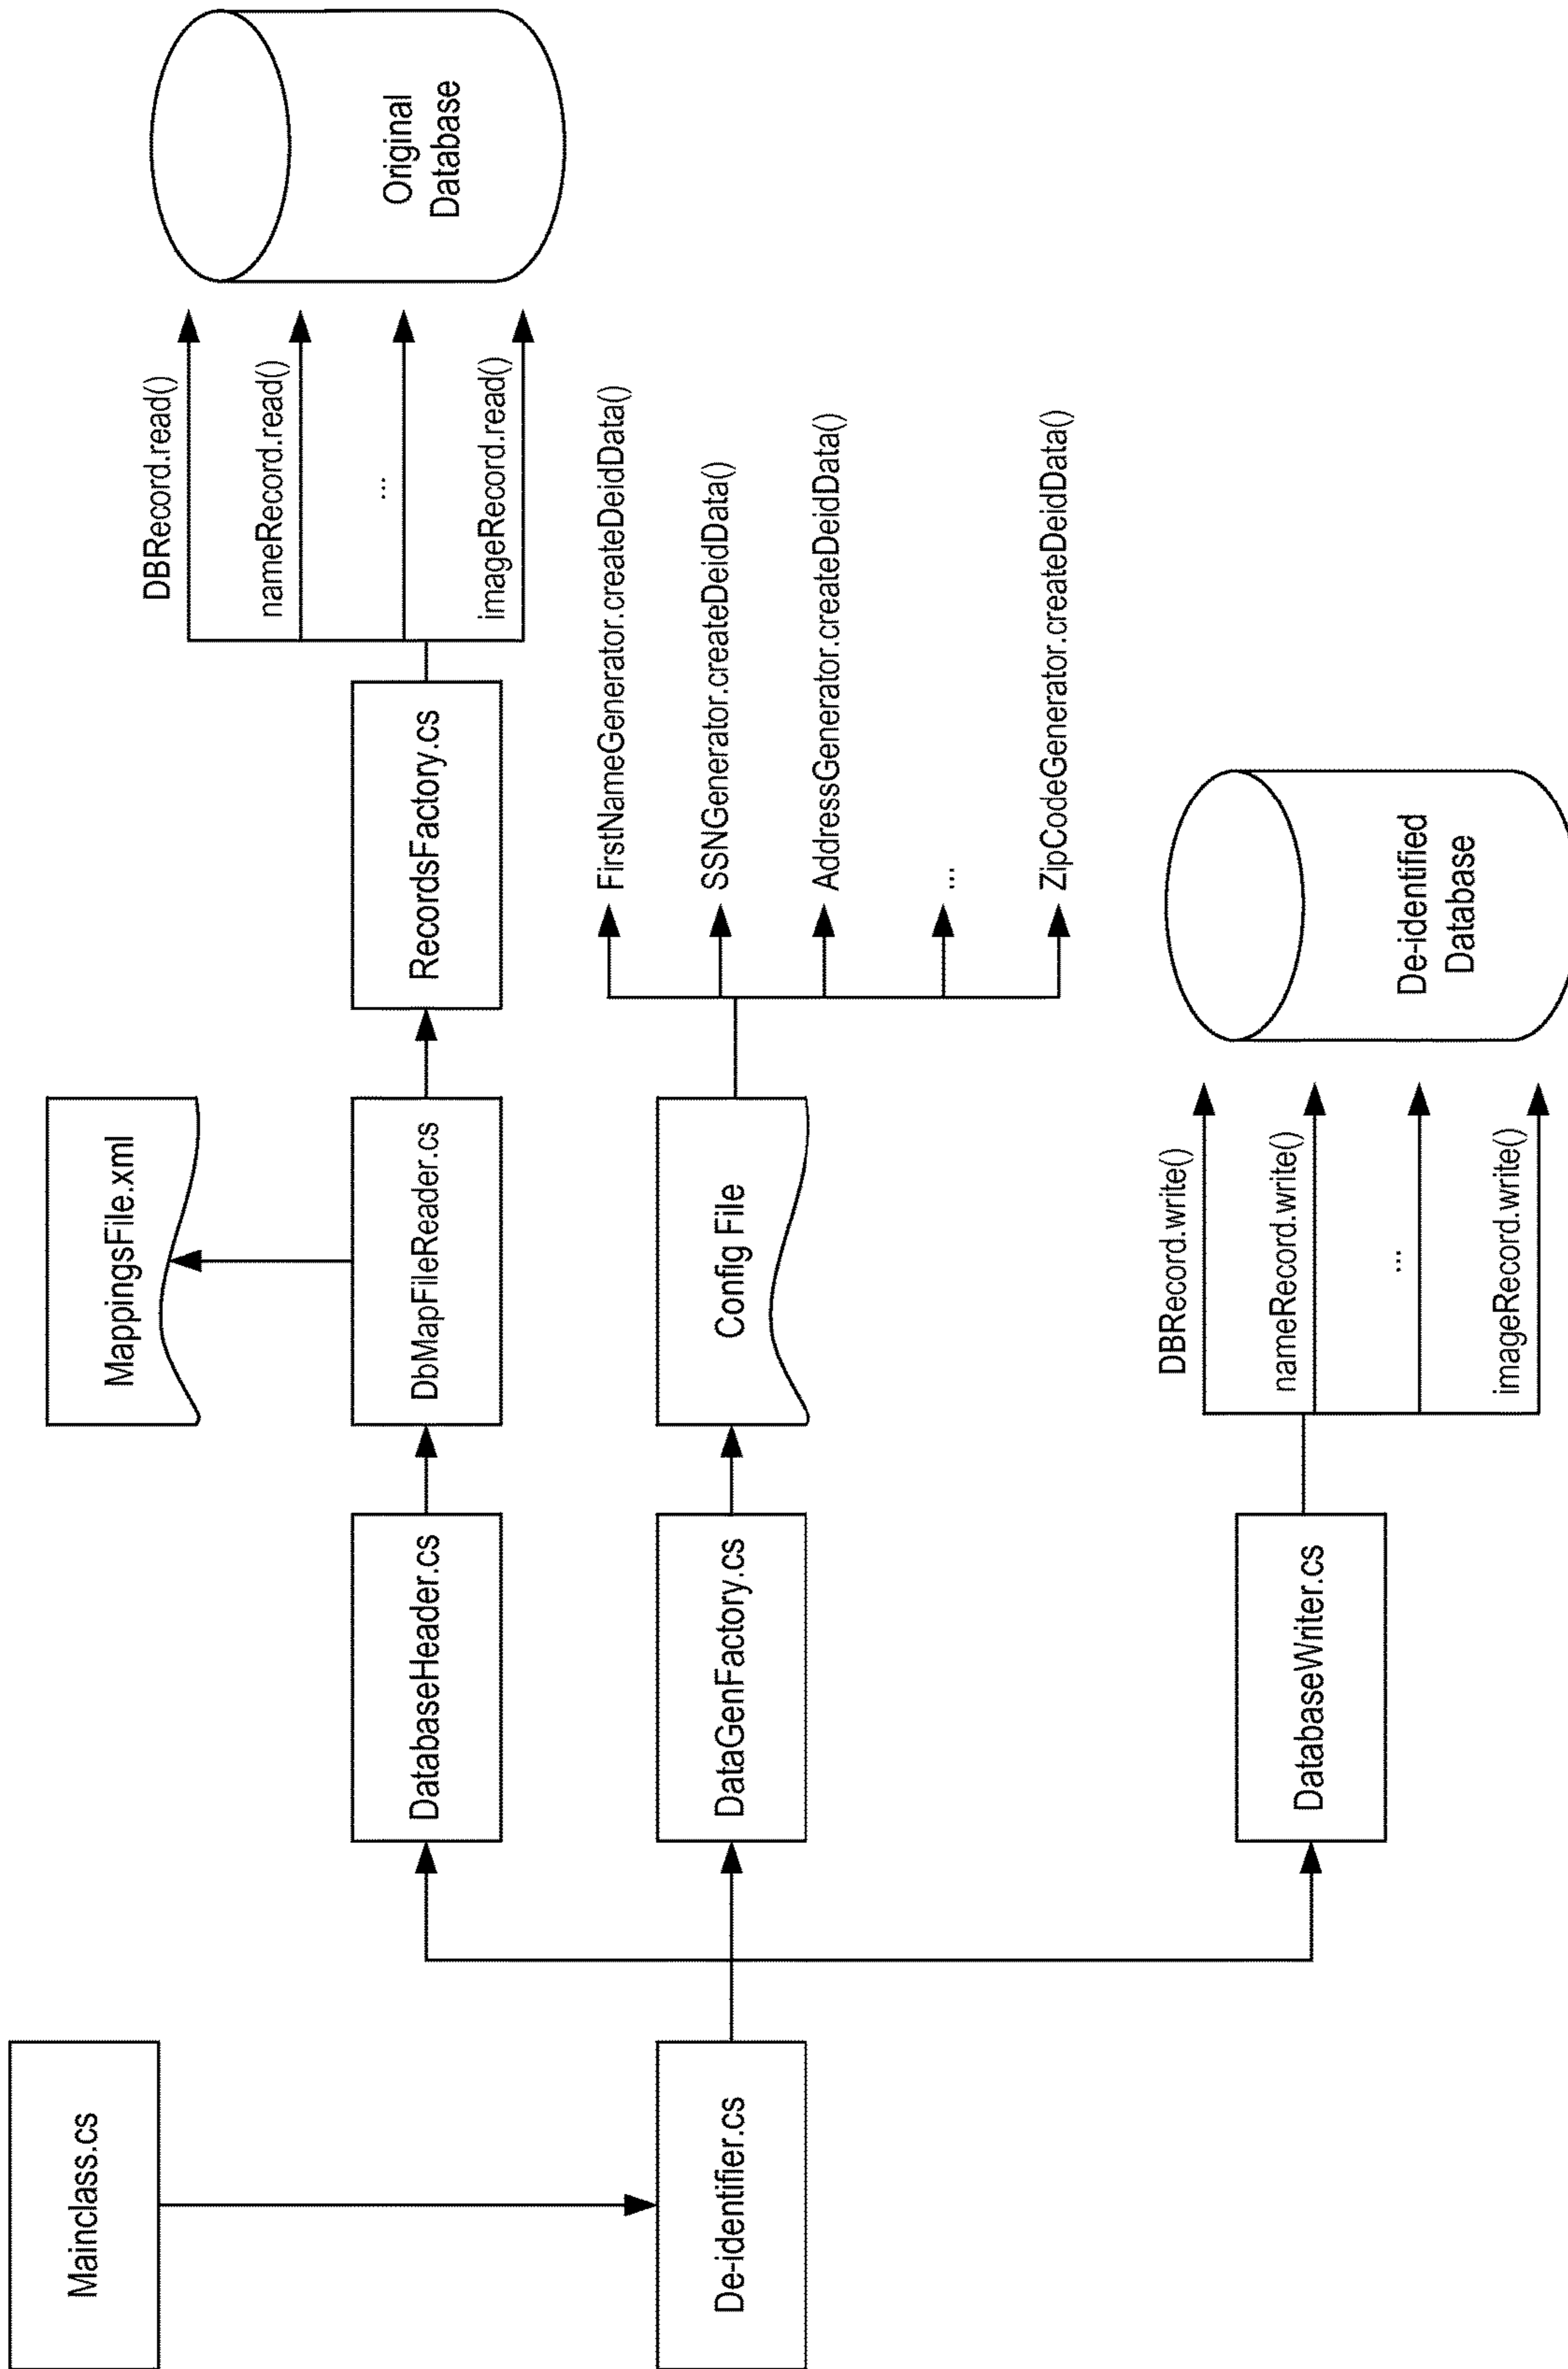 Mainclass.cs
De-identifier.cs
MappingsFile.xml
DatabaseHeader.cs
DbMapFileReader.cs
RecordsFactory.cs
DBRecord.read()
nameRecord.read()
...
imageRecord.read()
Original
Database
DataGenFactory.cs
Config File
FirstNameGenerator.createDeidData()
SSNGenerator.createDeidData()
AddressGenerator.createDeidData()
...
ZipCodeGenerator.createDeidData()
DatabaseWriter.cs
DBRecord.write()
nameRecord.write()
...
imageRecord.write()
De-identified
Database